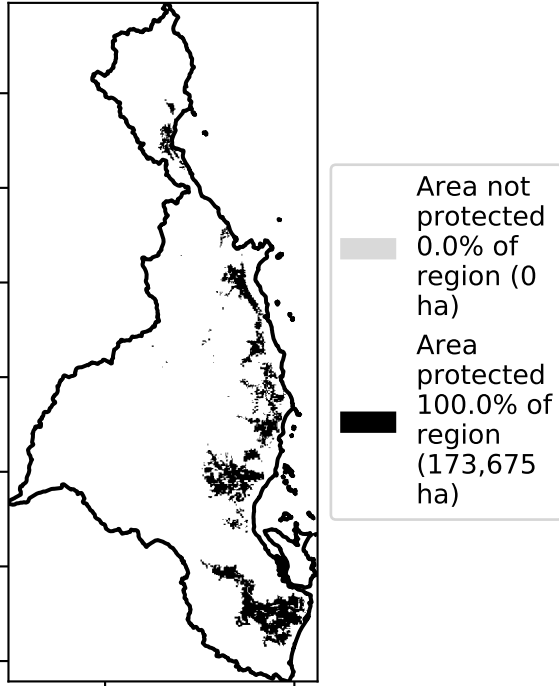 Area not
protected
0.0% of
region (0
ha)
Area
protected
100.0% of
region
(173,675
ha)